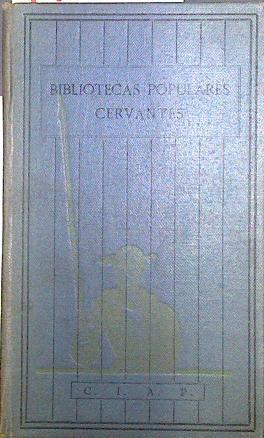 BIBLIOTECAS POPULARES
CERVANTES
C. I. A. P.